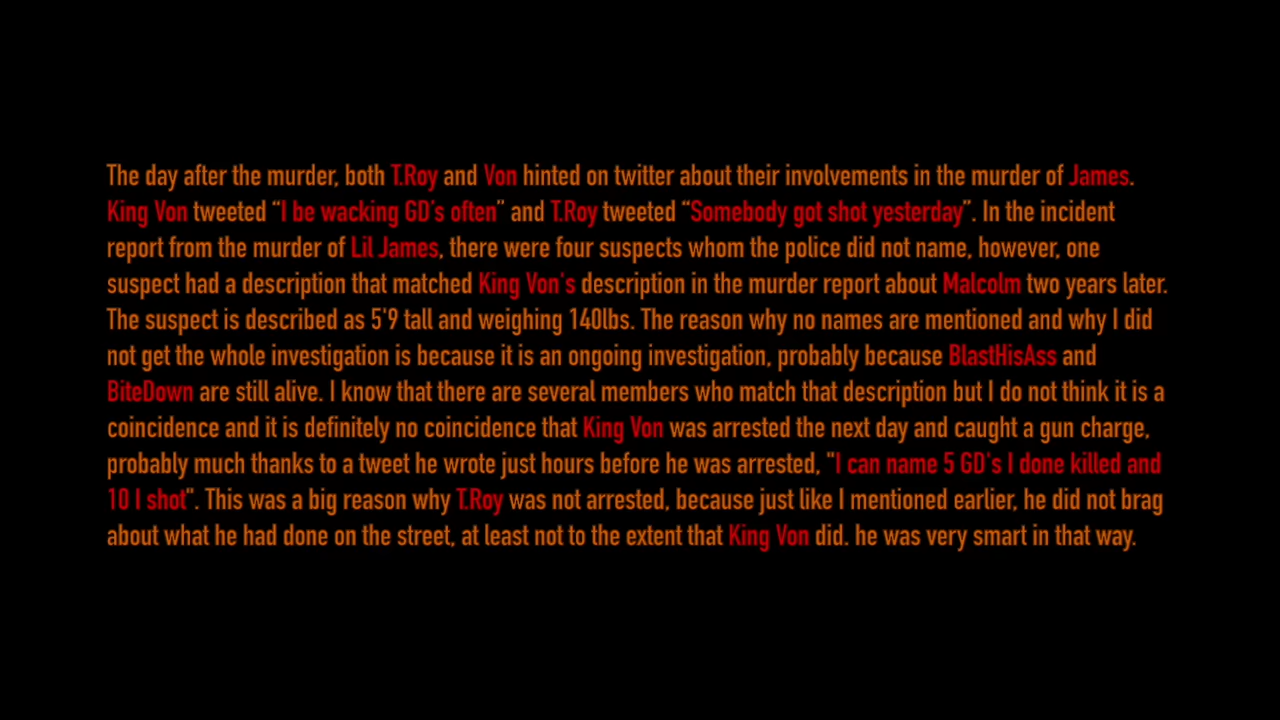 The day after the murder, both T.Roy and Von hinted on twitter about their involvements in the murder of James.
King Von tweeted “I be wacking GD's often” and T.Roy tweeted “Somebody got shot yesterday”. In the incident
report from the murder of Lil James, there were four suspects whom the police did not name, however, one
suspect had a description that matched King Von's description in the murder report about Malcolm two years later.
The suspect is described as 5'9 tall and weighing 140lbs. The reason why no names are mentioned and why I did
not get the whole investigation is because it is an ongoing investigation, probably because BlastHisAss and
BiteDown are still alive. I know that there are several members who match that description but I do not think it is a
coincidence and it is definitely no coincidence that King Von was arrested the next day and caught a gun charge,
probably much thanks to a tweet he wrote just hours before he was arrested, "I can name 5 GD's I done killed and
10 I shot". This was a big reason why T.Roy was not arrested, because just like I mentioned earlier, he did not brag
about what he had done on the street, at least not to the extent that King Von did. he was very smart in that way.